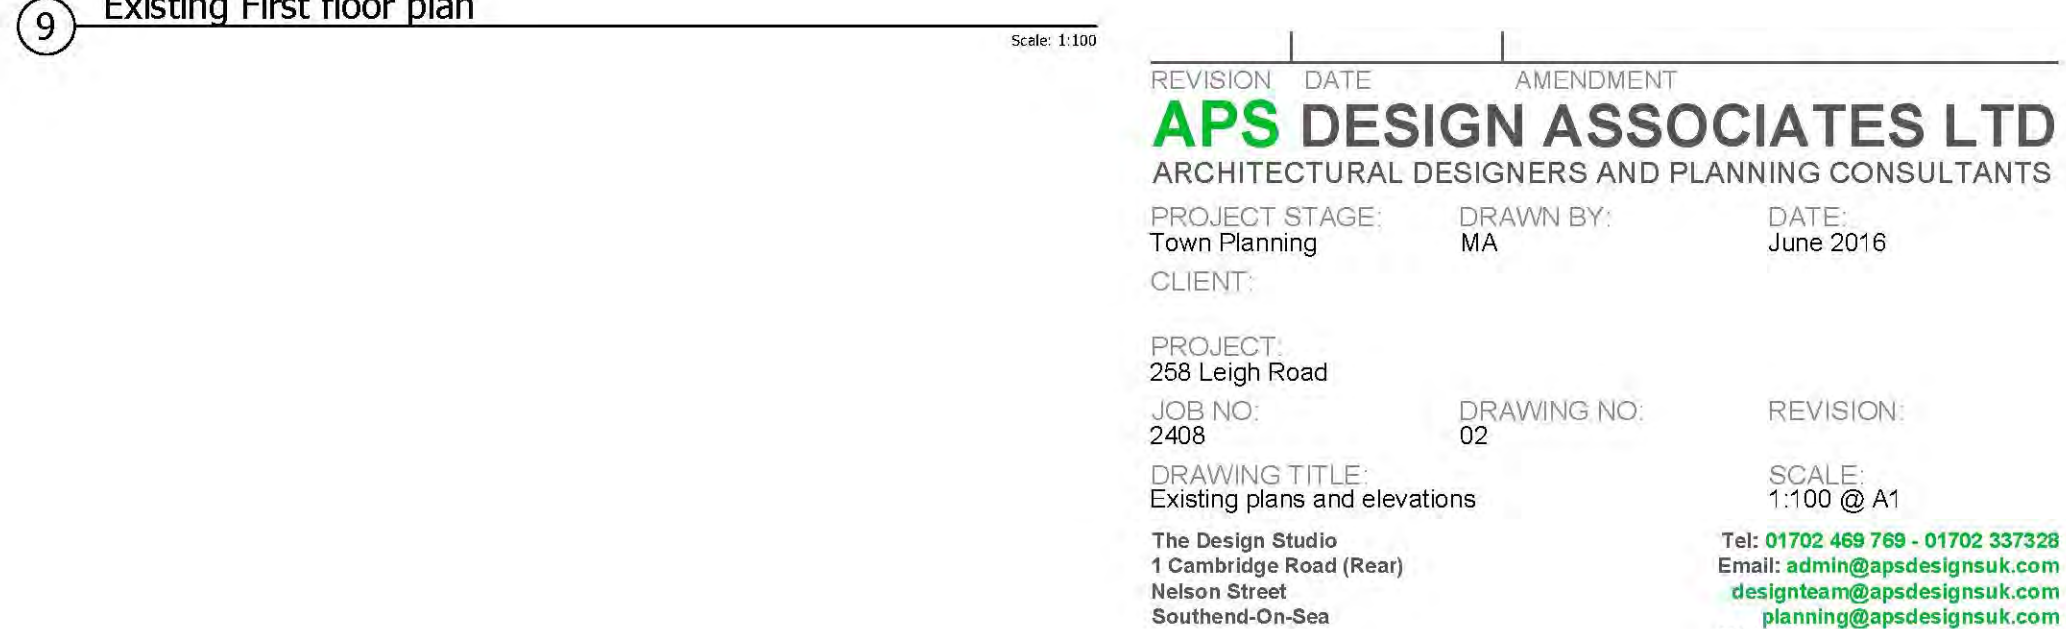 9
Existing First floor plan
Scale: 1:100
REVISION DATE AMENDMENT
APS DESIGN ASSOCIATES LTD
ARCHITECTURAL DESIGNERS AND PLANNING CONSULTANTS
PROJECT STAGE: DRAWN BY: DATE:
Town Planning MA June 2016
CLIENT:
PROJECT:
258 Leigh Road
JOB NO: DRAWING NO: REVISION:
2408 02
DRAWING TITLE: SCALE:
Existing plans and elevations 1:100 @ A1
The Design Studio Tel: 01702 469 769 - 01702 337328
1 Cambridge Road (Rear) Email: admin@apsdesignsuk.com
Nelson Street designteam@apsdesignsuk.com
Southend-On-Sea planning@apsdesignsuk.com